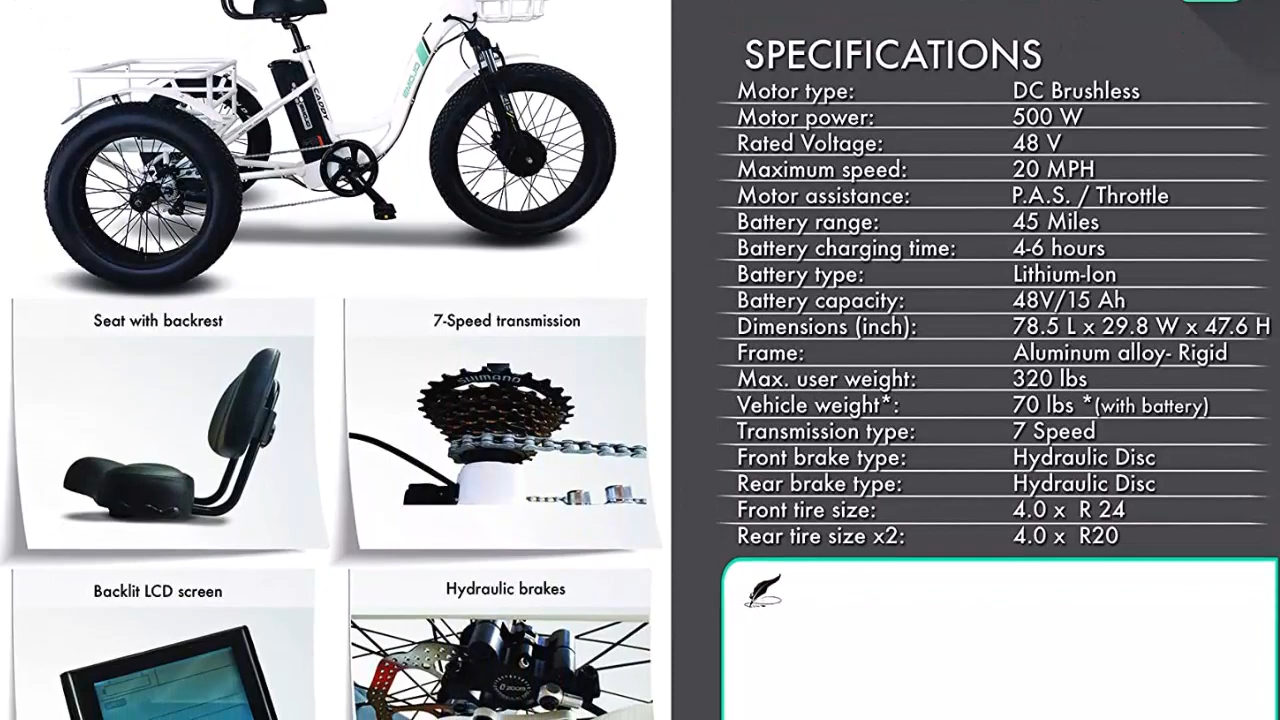 EMOJO
CADDY
Seat with backrest
7-Speed transmission
SHIMANO
Backlit LCD screen
Hydraulic brakes
zoom
SPECIFICATIONS
Motor type: DC Brushless
Motor power: 500 W
Rated Voltage: 48 V
Maximum speed: 20 MPH
Motor assistance: P.A.S. / Throttle
Battery range: 45 Miles
Battery charging time: 4-6 hours
Battery type: Lithium-Ion
Battery capacity: 48V/15 Ah
Dimensions (inch): 78.5 L x 29.8 W x 47.6 H
Frame: Aluminum alloy- Rigid
Max. user weight: 320 lbs
Vehicle weight*: 70 lbs *(with battery)
Transmission type: 7 Speed
Front brake type: Hydraulic Disc
Rear brake type: Hydraulic Disc
Front tire size: 4.0 x R 24
Rear tire size x2: 4.0 x R20